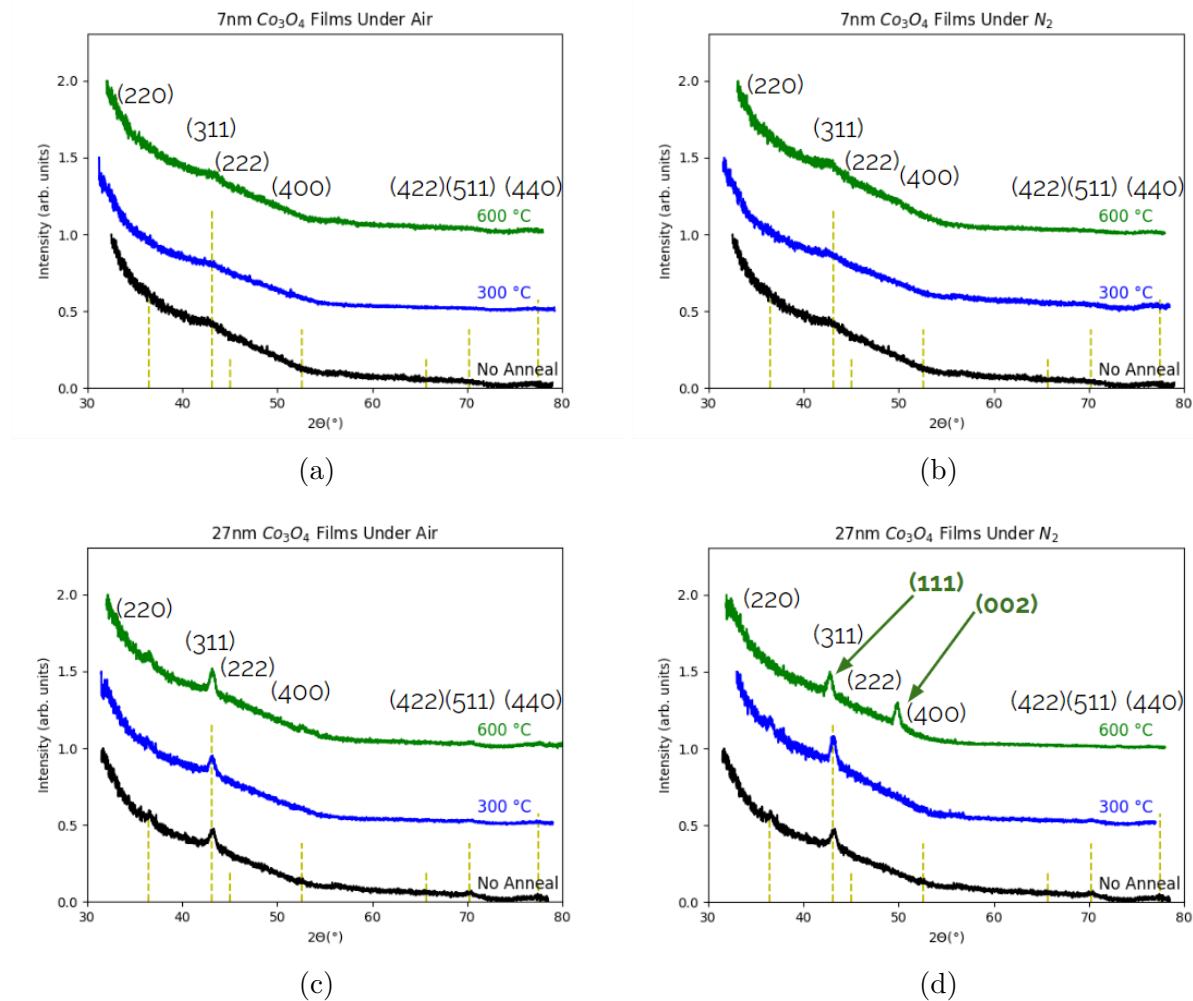 7nm Co₃O₄ Films Under Air
(220)
(311)
(222)
(400)
(422)(511) (440)
600 °C
300 °C
No Anneal
Intensity (arb. units)
2.0
1.5
1.0
0.5
0.0
30 40 50 60 70 80
2Θ(°)
(a)
7nm Co₃O₄ Films Under N₂
(220)
(311)
(222)
(400)
(422)(511) (440)
600 °C
300 °C
No Anneal
Intensity (arb. units)
2.0
1.5
1.0
0.5
0.0
30 40 50 60 70 80
2Θ(°)
(b)
27nm Co₃O₄ Films Under Air
(220)
(311)
(222)
(400)
(422)(511) (440)
600 °C
300 °C
No Anneal
Intensity (arb. units)
2.0
1.5
1.0
0.5
0.0
30 40 50 60 70 80
2Θ(°)
(c)
27nm Co₃O₄ Films Under N₂
(111)
(002)
(220)
(311)
(222)
(400)
(422)(511) (440)
600 °C
300 °C
No Anneal
Intensity (arb. units)
2.0
1.5
1.0
0.5
0.0
30 40 50 60 70 80
2Θ(°)
(d)